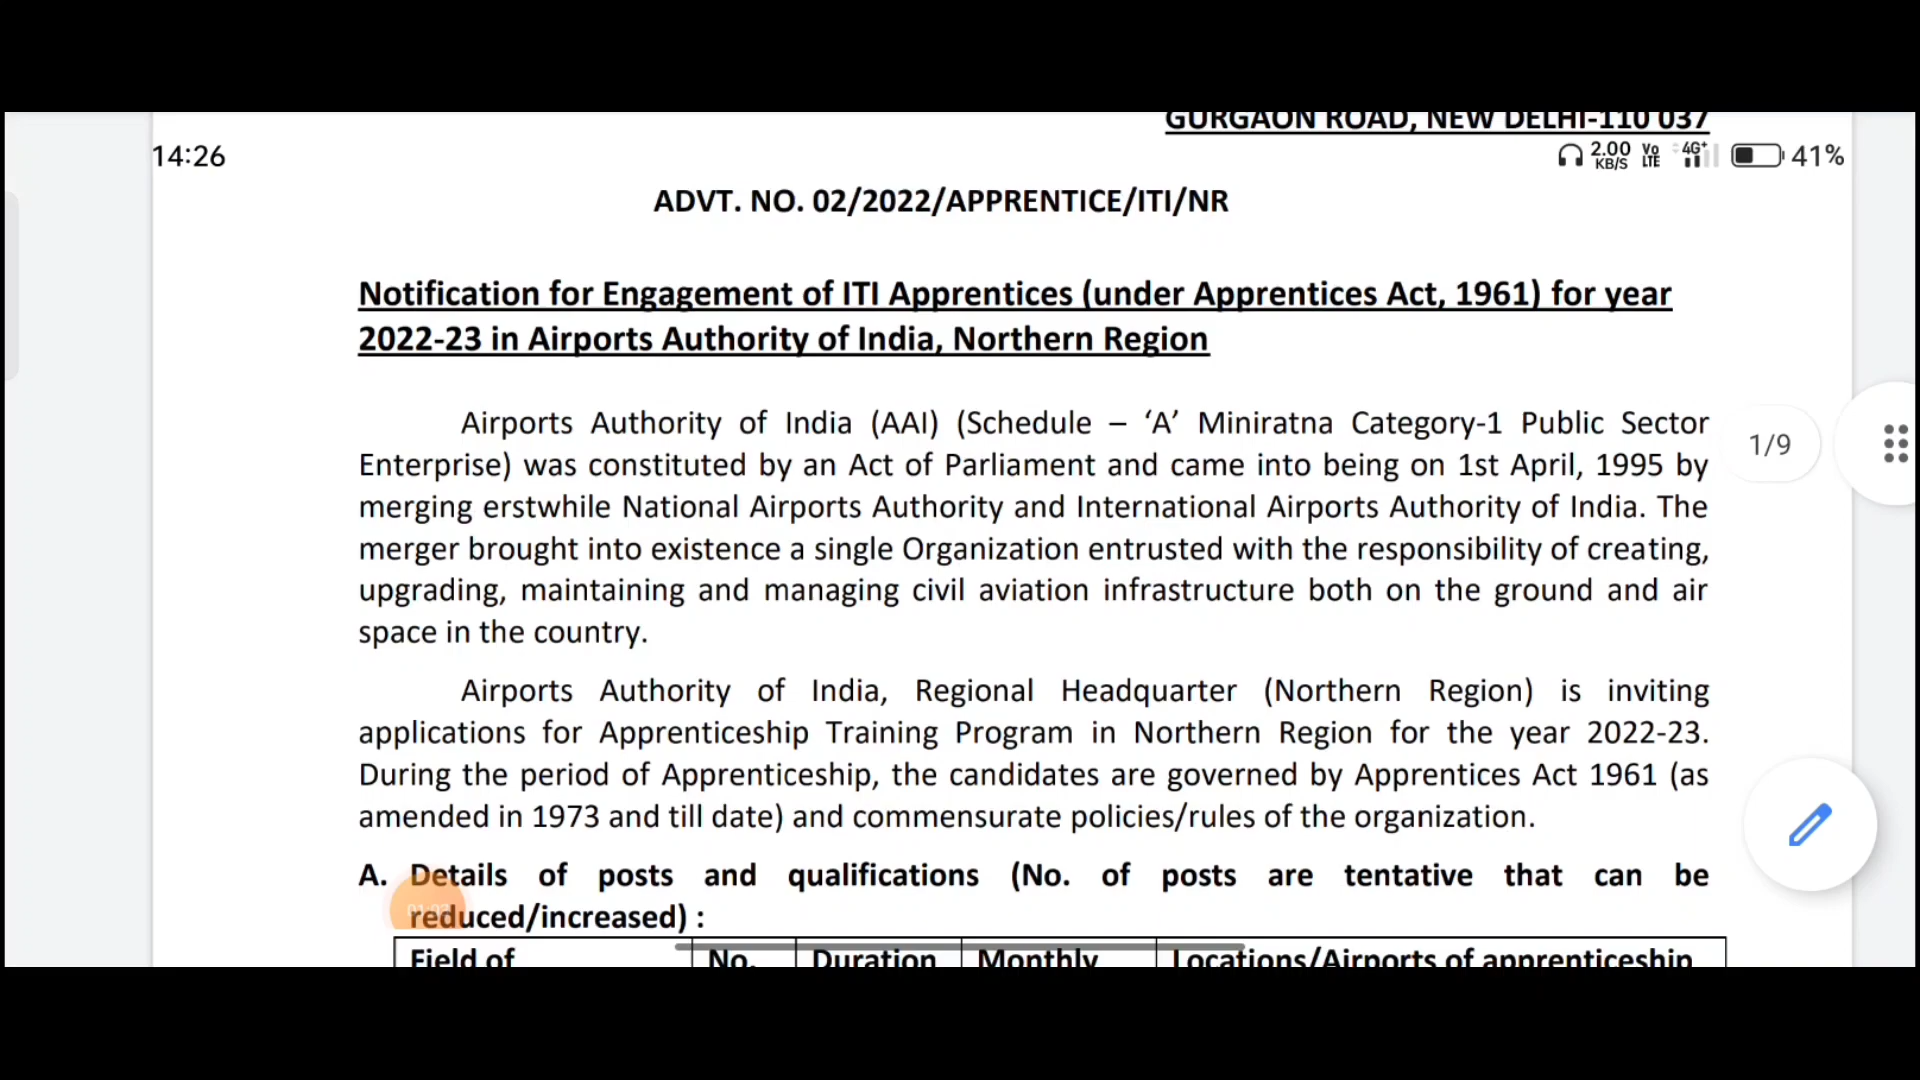 GURGAON ROAD, NEW DELHI-110 037
14:26
2.00 KB/S Vo LTE 4G+ 41%
ADVT. NO. 02/2022/APPRENTICE/ITI/NR
Notification for Engagement of ITI Apprentices (under Apprentices Act, 1961) for year
2022-23 in Airports Authority of India, Northern Region
Airports Authority of India (AAI) (Schedule – ‘A’ Miniratna Category-1 Public Sector
Enterprise) was constituted by an Act of Parliament and came into being on 1st April, 1995 by
merging erstwhile National Airports Authority and International Airports Authority of India. The
merger brought into existence a single Organization entrusted with the responsibility of creating,
upgrading, maintaining and managing civil aviation infrastructure both on the ground and air
space in the country.
1/9
Airports Authority of India, Regional Headquarter (Northern Region) is inviting
applications for Apprenticeship Training Program in Northern Region for the year 2022-23.
During the period of Apprenticeship, the candidates are governed by Apprentices Act 1961 (as
amended in 1973 and till date) and commensurate policies/rules of the organization.
A. Details of posts and qualifications (No. of posts are tentative that can be
reduced/increased) :
Field of No. Duration Monthly Locations/Airports of apprenticeship